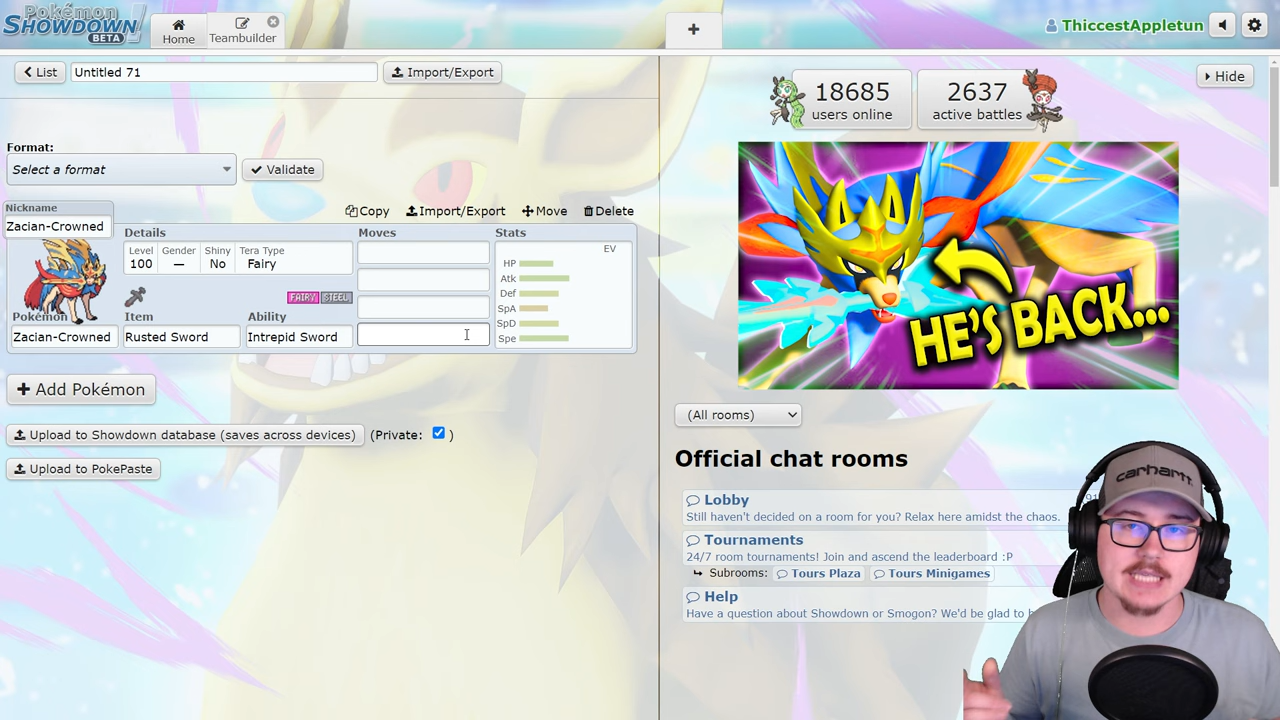 Pokémon
SHOWDOWN!
BETA
Home
Teambuilder
+
ThiccestAppletun
List
Untitled 71
Import/Export
18685
users online
2637
active battles
Hide
Format:
Select a format
Validate
Copy
Import/Export
Move
Delete
Nickname
Zacian-Crowned
Details
Level
100
Gender
—
Shiny
No
Tera Type
Fairy
FAIRY STEEL
Pokémon
Zacian-Crowned
Item
Rusted Sword
Ability
Intrepid Sword
Moves
Stats
EV
HP
Atk
Def
SpA
SpD
Spe
HE'S BACK...
+ Add Pokémon
Upload to Showdown database (saves across devices) (Private: )
Upload to PokePaste
(All rooms)
Official chat rooms
Lobby
Still haven't decided on a room for you? Relax here amidst the chaos.
Tournaments
24/7 room tournaments! Join and ascend the leaderboard :P
Subrooms: Tours Plaza Tours Minigames
Help
Have a question about Showdown or Smogon? We'd be glad to
carhartt